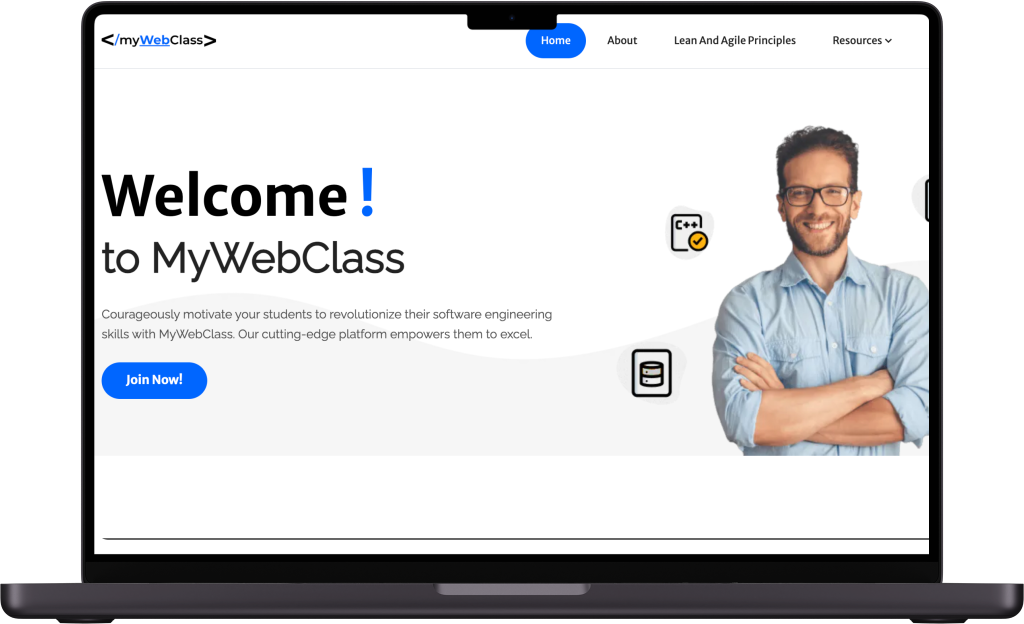 </myWebClass>
Home
About
Lean And Agile Principles
Resources
Welcome!
to MyWebClass
Courageously motivate your students to revolutionize their software engineering
skills with MyWebClass. Our cutting-edge platform empowers them to excel.
Join Now!
C++